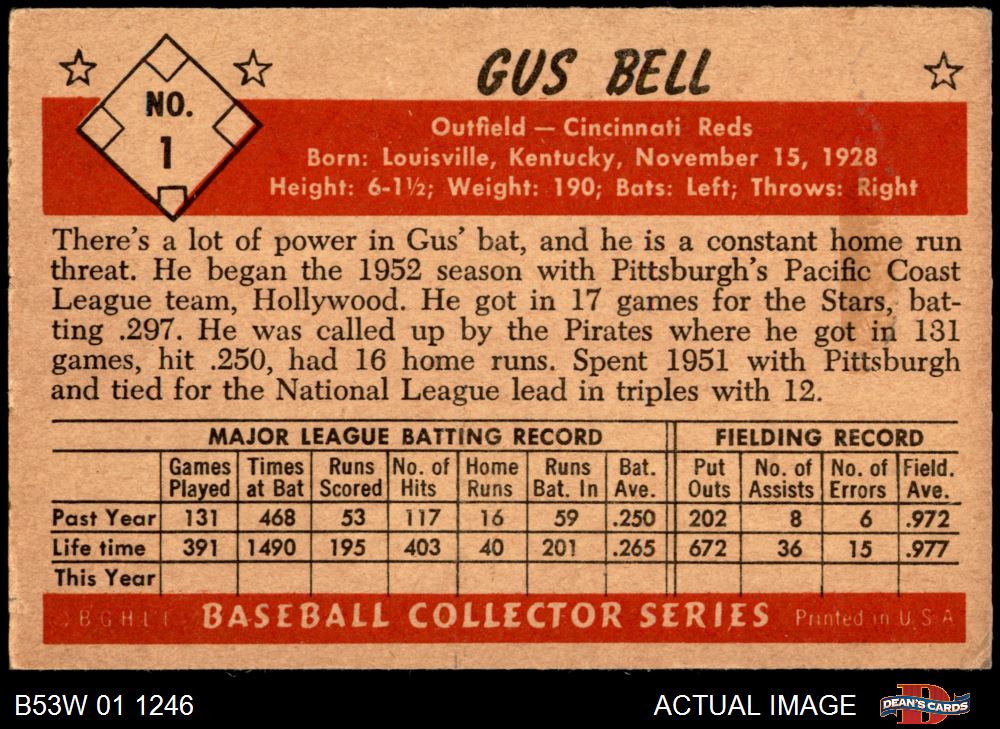 NO.
1
GUS BELL
Outfield — Cincinnati Reds
Born: Louisville, Kentucky, November 15, 1928
Height: 6-1½; Weight: 190; Bats: Left; Throws: Right
There's a lot of power in Gus' bat, and he is a constant home run
threat. He began the 1952 season with Pittsburgh's Pacific Coast
League team, Hollywood. He got in 17 games for the Stars, bat-
ting .297. He was called up by the Pirates where he got in 131
games, hit .250, had 16 home runs. Spent 1951 with Pittsburgh
and tied for the National League lead in triples with 12.
MAJOR LEAGUE BATTING RECORD FIELDING RECORD
Games Times Runs No. of Home Runs Bat. Put No. of No. of Field.
Played at Bat Scored Hits Runs Bat. In Ave. Outs Assists Errors Ave.
Past Year 131 468 53 117 16 59 .250 202 8 6 .972
Life time 391 1490 195 403 40 201 .265 672 36 15 .977
This Year
B G H L I BASEBALL COLLECTOR SERIES Printed in U.S.A
B53W 01 1246 ACTUAL IMAGE DEAN'S CARDS